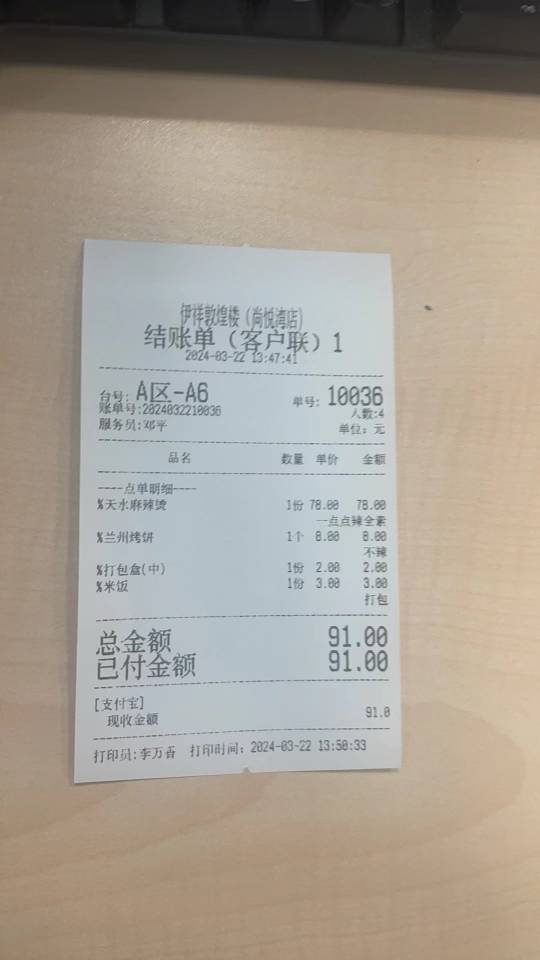 伊祥敦煌楼（尚悦湾店）
结账单（客户联）1
2024-03-22 13:47:41
台号: A区-A6 单号: 10036
账单号:2024032210036 人数:4
服务员:邓平 单位: 元
品名 数量 单价 金额
----点单明细----
%天水麻辣烫 1份 78.00 78.00
一点点辣全素
%兰州烤饼 1个 8.00 8.00
不辣
%打包盒(中) 1份 2.00 2.00
%米饭 1份 3.00 3.00
打包
总金额 91.00
已付金额 91.00
[支付宝]
现收金额 91.0
打印员:李万 打印时间: 2024-03-22 13:50:33